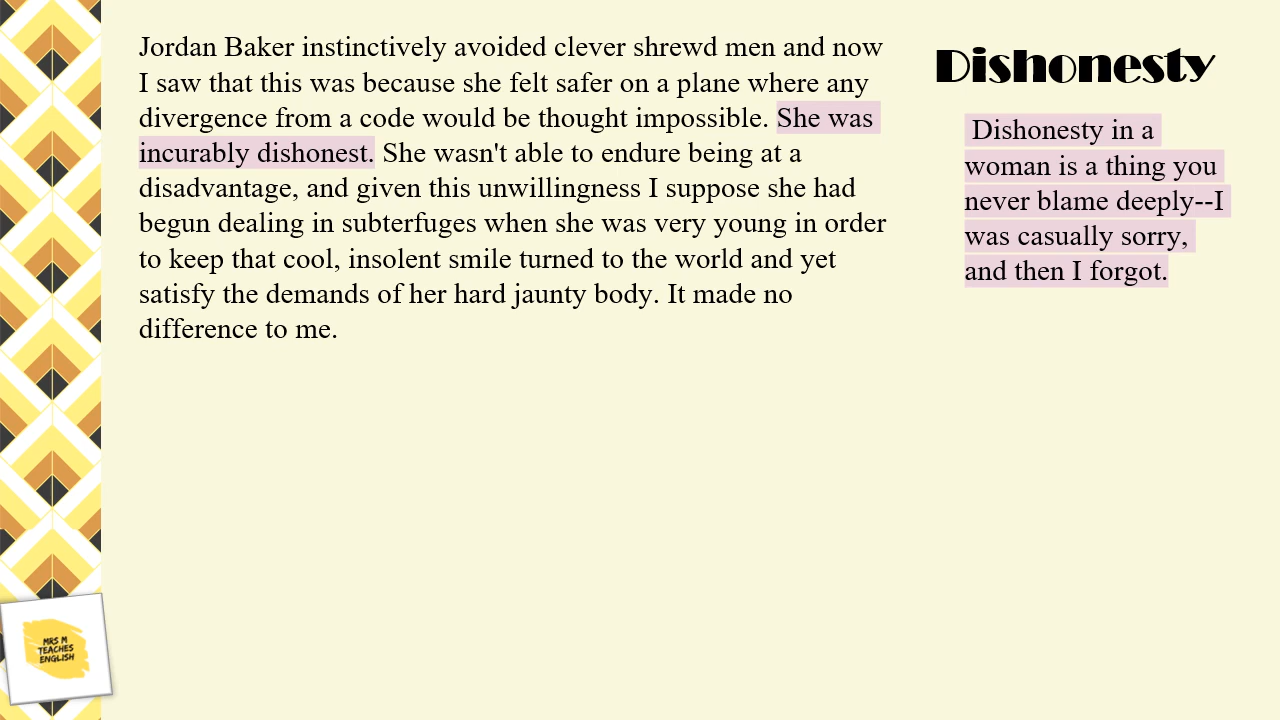 Jordan Baker instinctively avoided clever shrewd men and now
I saw that this was because she felt safer on a plane where any
divergence from a code would be thought impossible. She was
incurably dishonest. She wasn't able to endure being at a
disadvantage, and given this unwillingness I suppose she had
begun dealing in subterfuges when she was very young in order
to keep that cool, insolent smile turned to the world and yet
satisfy the demands of her hard jaunty body. It made no
difference to me.
Dishonesty
Dishonesty in a
woman is a thing you
never blame deeply--I
was casually sorry,
and then I forgot.
MRS M
TEACHES
ENGLISH